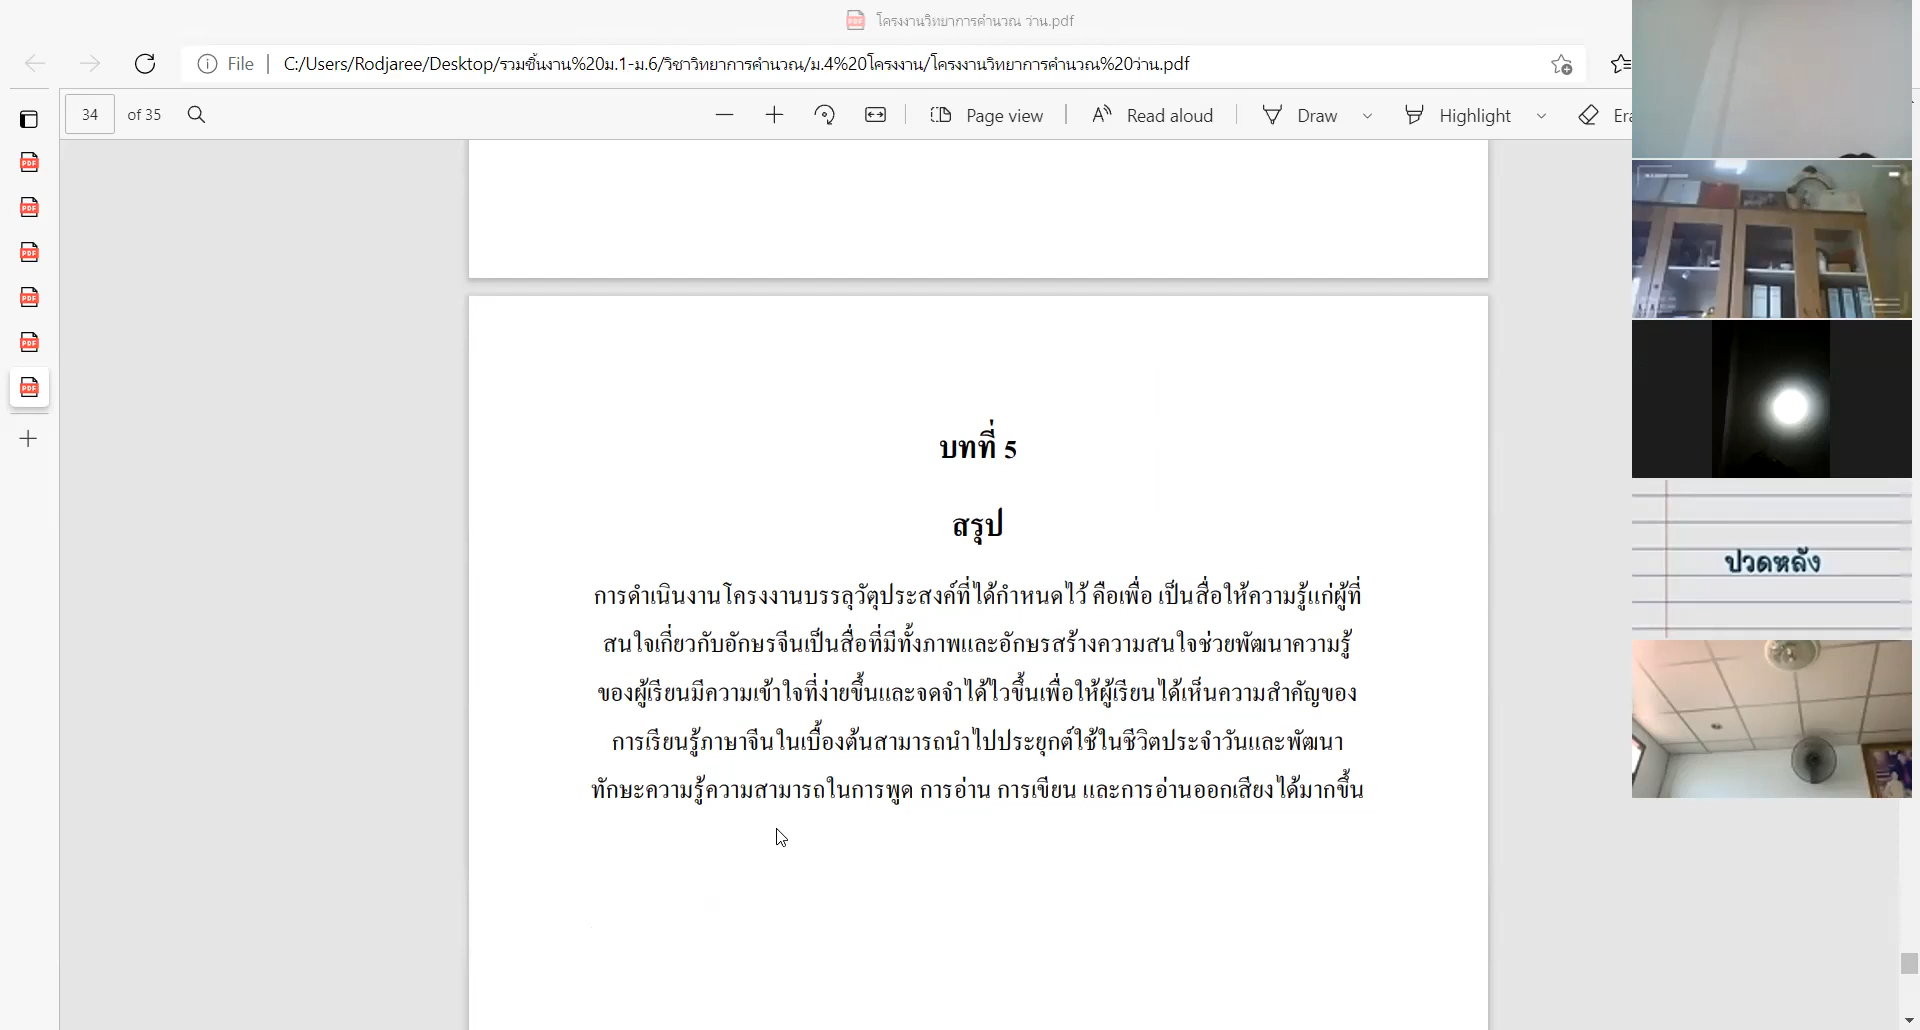 โครงงานวิทยาการคำนวณ ว่าน.pdf
File
C:/Users/Rodjaree/Desktop/รวมชิ้นงาน%20ม.1-ม.6/วิชาวิทยาการคำนวณ/ม.4%20โครงงาน/โครงงานวิทยาการคำนวณ%20ว่าน.pdf
34 of 35
Page view
Read aloud
Draw
Highlight
Era
บทที่ 5
สรุป
การดำเนินงานโครงงานบรรลุวัตุประสงค์ที่ได้กำหนดไว้ คือเพื่อ เป็นสื่อให้ความรู้แก่ผู้ที่
สนใจเกี่ยวกับอักษรจีนเป็นสื่อที่มีทั้งภาพและอักษรสร้างความสนใจช่วยพัฒนาความรู้
ของผู้เรียนมีความเข้าใจที่ง่ายขึ้นและจดจำได้ไวขึ้นเพื่อให้ผู้เรียนได้เห็นความสำคัญของ
การเรียนรู้ภาษาจีนในเบื้องต้นสามารถนำไปประยุกต์ใช้ในชีวิตประจำวันและพัฒนา
ทักษะความรู้ความสามารถในการพูด การอ่าน การเขียน และการอ่านออกเสียงได้มากขึ้น
ปวดหลัง